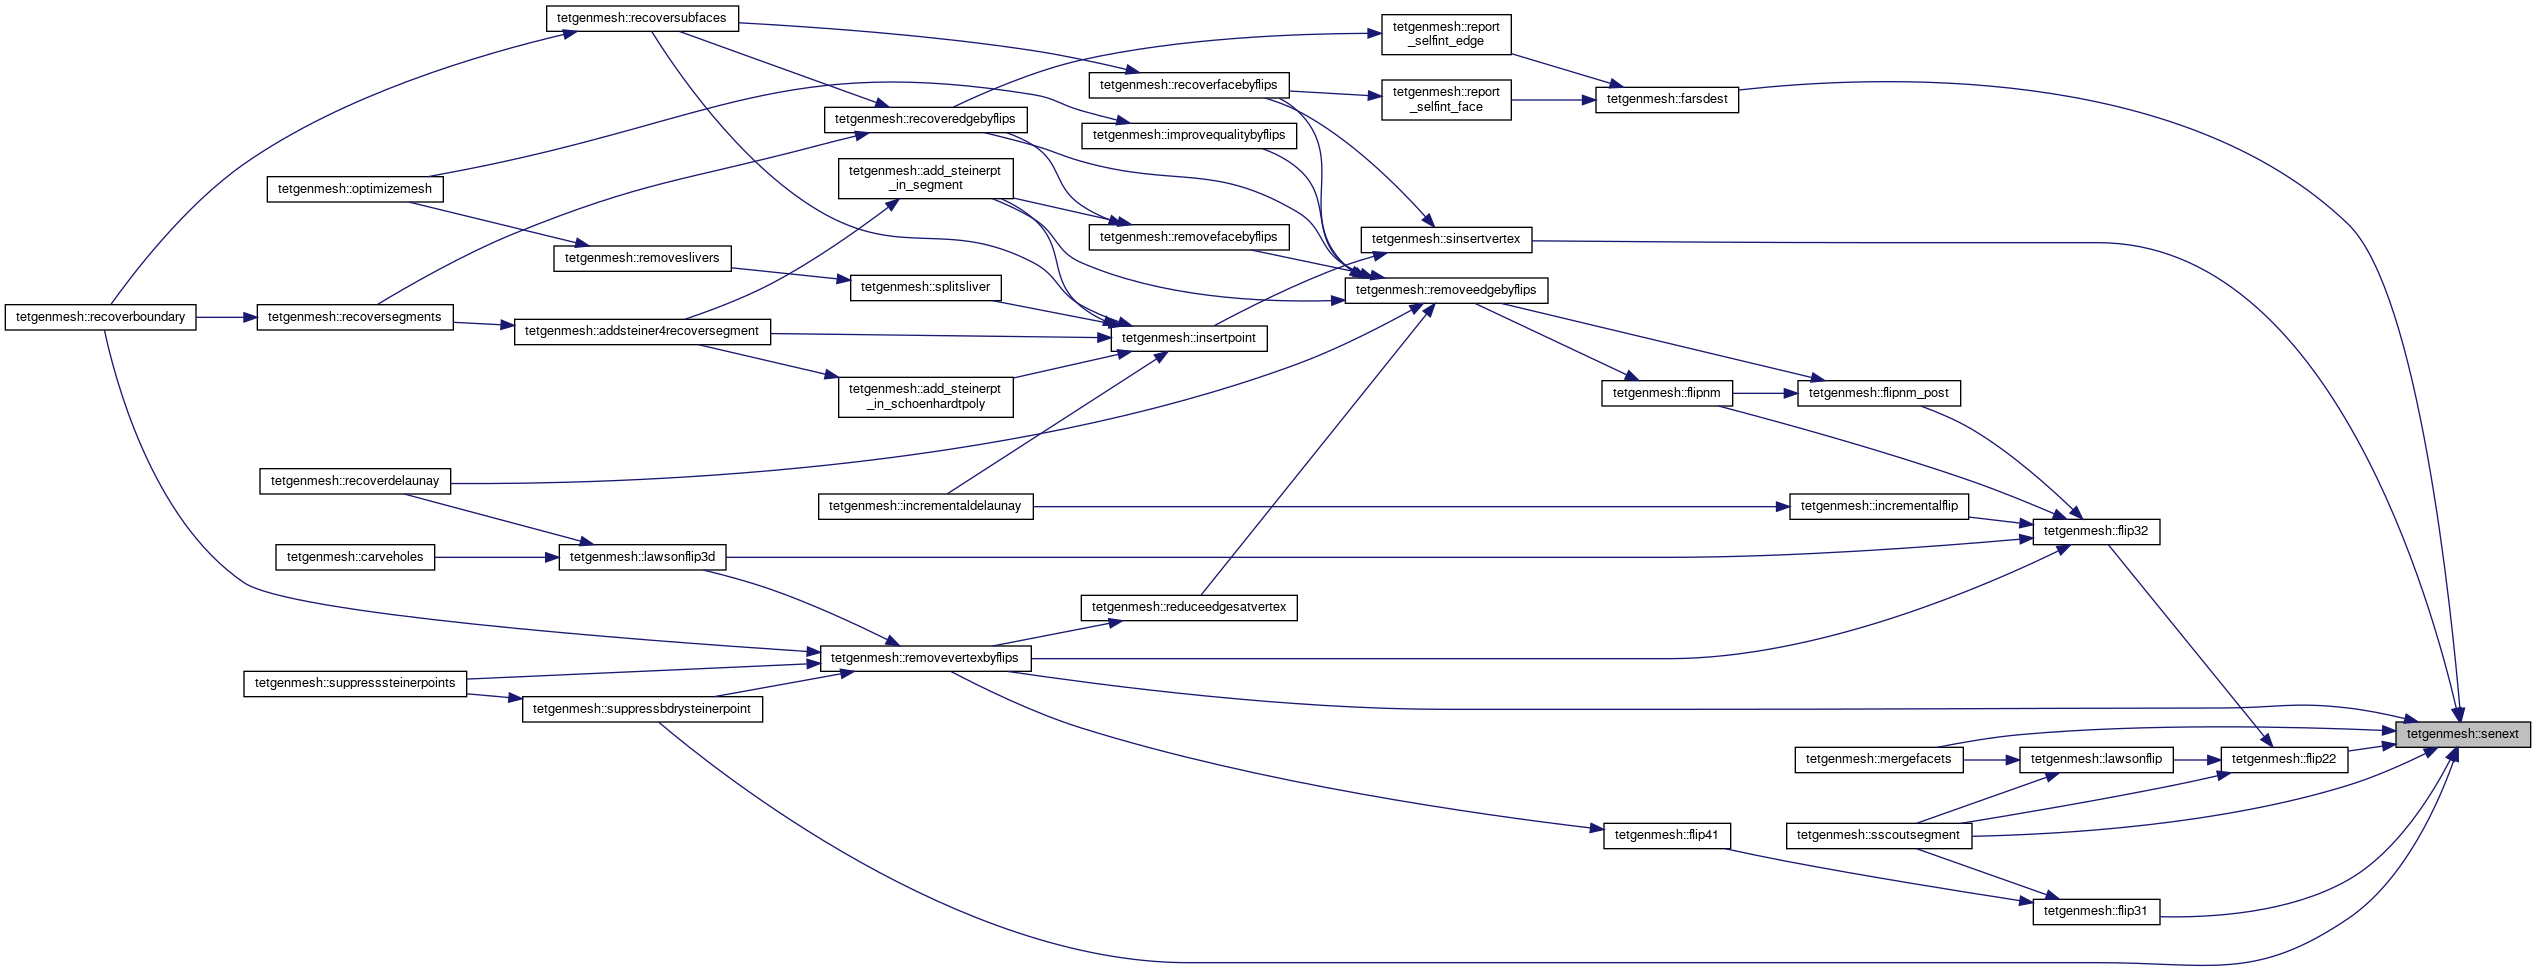 tetgenmesh::recoversubfaces
tetgenmesh::report
_selfint_edge
tetgenmesh::recoverfacebyflips
tetgenmesh::report
_selfint_face
tetgenmesh::farsdest
tetgenmesh::recoveredgebyflips
tetgenmesh::improvequalitybyflips
tetgenmesh::optimizemesh
tetgenmesh::add_steinerpt
_in_segment
tetgenmesh::removefacebyflips
tetgenmesh::sinsertvertex
tetgenmesh::removeslivers
tetgenmesh::splitsliver
tetgenmesh::removeedgebyflips
tetgenmesh::recoverboundary
tetgenmesh::recoversegments
tetgenmesh::addsteiner4recoversegment
tetgenmesh::insertpoint
tetgenmesh::add_steinerpt
_in_schoenhardtpoly
tetgenmesh::flipnm
tetgenmesh::flipnm_post
tetgenmesh::recoverdelaunay
tetgenmesh::incrementaldelaunay
tetgenmesh::incrementalflip
tetgenmesh::flip32
tetgenmesh::carveholes
tetgenmesh::lawsonflip3d
tetgenmesh::reduceedgesatvertex
tetgenmesh::removevertexbyflips
tetgenmesh::suppresssteinerpoints
tetgenmesh::suppressbdrysteinerpoint
tetgenmesh::senext
tetgenmesh::mergefacets
tetgenmesh::lawsonflip
tetgenmesh::flip22
tetgenmesh::flip41
tetgenmesh::sscoutsegment
tetgenmesh::flip31